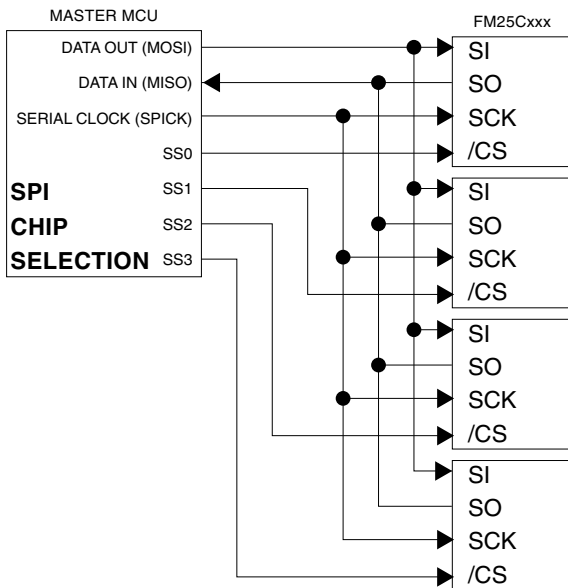 MASTER MCU
DATA OUT (MOSI)
DATA IN (MISO)
SERIAL CLOCK (SPICK)
SS0
SPI SS1
CHIP SS2
SELECTION SS3
FM25Cxxx
SI
SO
SCK
/CS
SI
SO
SCK
/CS
SI
SO
SCK
/CS
SI
SO
SCK
/CS